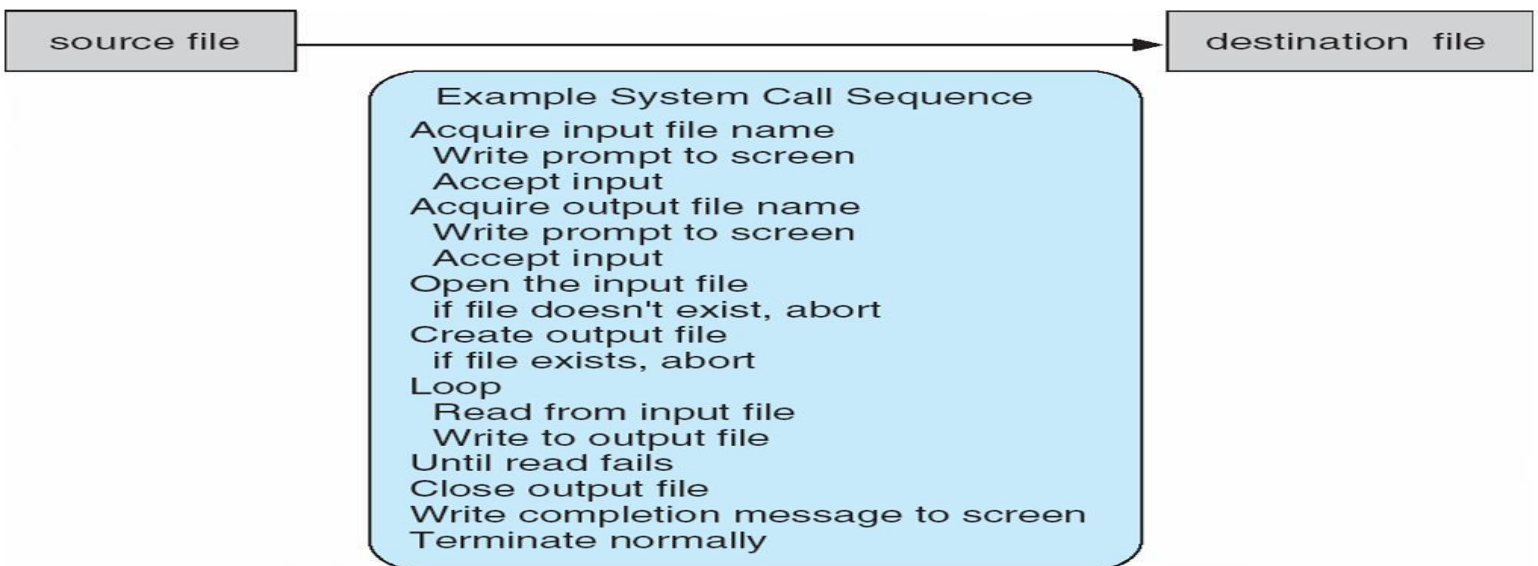 source file
destination file
Example System Call Sequence
Acquire input file name
Write prompt to screen
Accept input
Acquire output file name
Write prompt to screen
Accept input
Open the input file
if file doesn't exist, abort
Create output file
if file exists, abort
Loop
Read from input file
Write to output file
Until read fails
Close output file
Write completion message to screen
Terminate normally